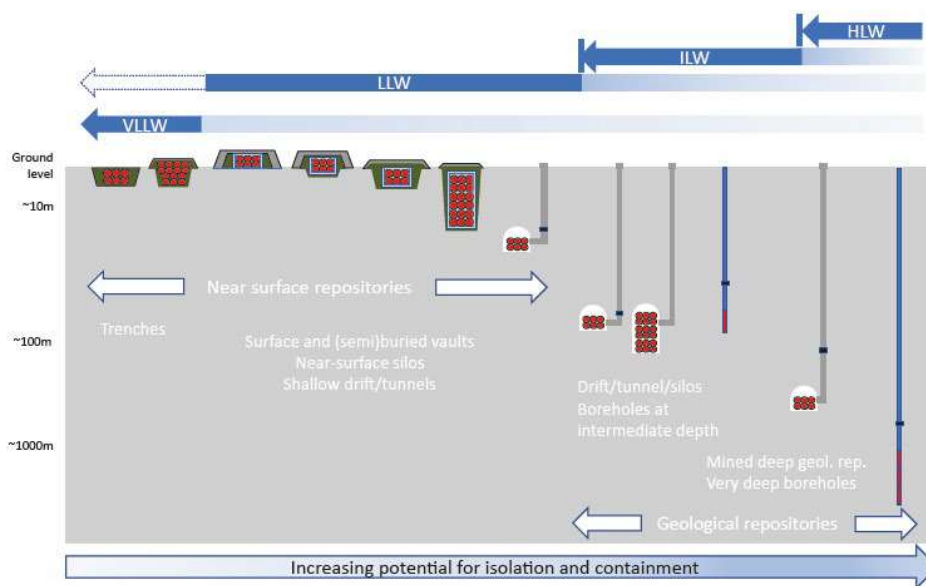 HLW
ILW
LLW
VLLW
Ground
level
~10m
Near surface repositories
Trenches
Surface and (semi)buried vaults
Near-surface silos
Shallow drift/tunnels
~100m
Drift/tunnel/silos
Boreholes at
intermediate depth
~1000m
Mined deep geol. rep.
Very deep boreholes
Geological repositories
Increasing potential for isolation and containment